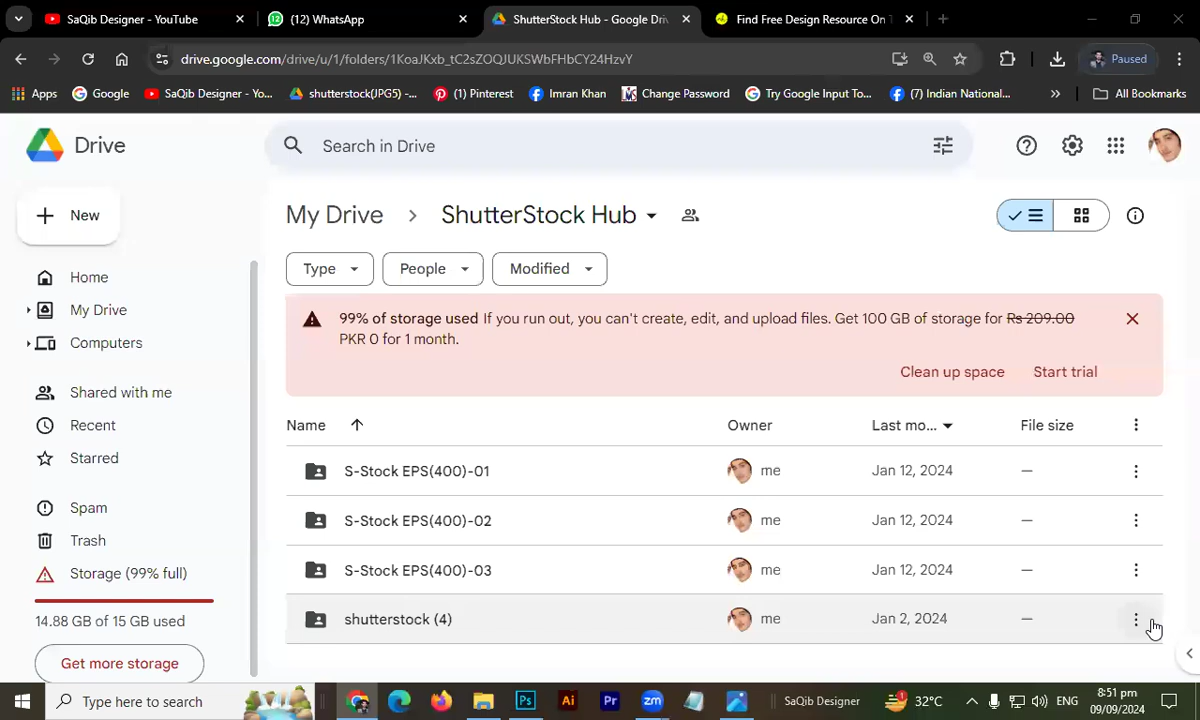 SaQib Designer - YouTube
(12) WhatsApp
ShutterStock Hub - Google Driv
Find Free Design Resource On T
drive.google.com/drive/u/1/folders/1KoaJKxb_tC2sZOQJUKSWbFHbCY24HzvY
Paused
Apps
Google
SaQib Designer - Yo...
shutterstock(JPG5) -...
(1) Pinterest
Imran Khan
Change Password
Try Google Input To...
(7) Indian National...
All Bookmarks
Drive
Search in Drive
New
My Drive
ShutterStock Hub
Type
People
Modified
Home
My Drive
Computers
Shared with me
Recent
Starred
Spam
Trash
Storage (99% full)
14.88 GB of 15 GB used
Get more storage
99% of storage used If you run out, you can't create, edit, and upload files. Get 100 GB of storage for Rs 209.00
PKR 0 for 1 month.
Clean up space
Start trial
Name
Owner
Last mo...
File size
S-Stock EPS(400)-01 me Jan 12, 2024 —
S-Stock EPS(400)-02 me Jan 12, 2024 —
S-Stock EPS(400)-03 me Jan 12, 2024 —
shutterstock (4) me Jan 2, 2024 —
Type here to search
Ps
Ai
Pr
zm
SaQib Designer
32°C
ENG
8:51 pm
09/09/2024